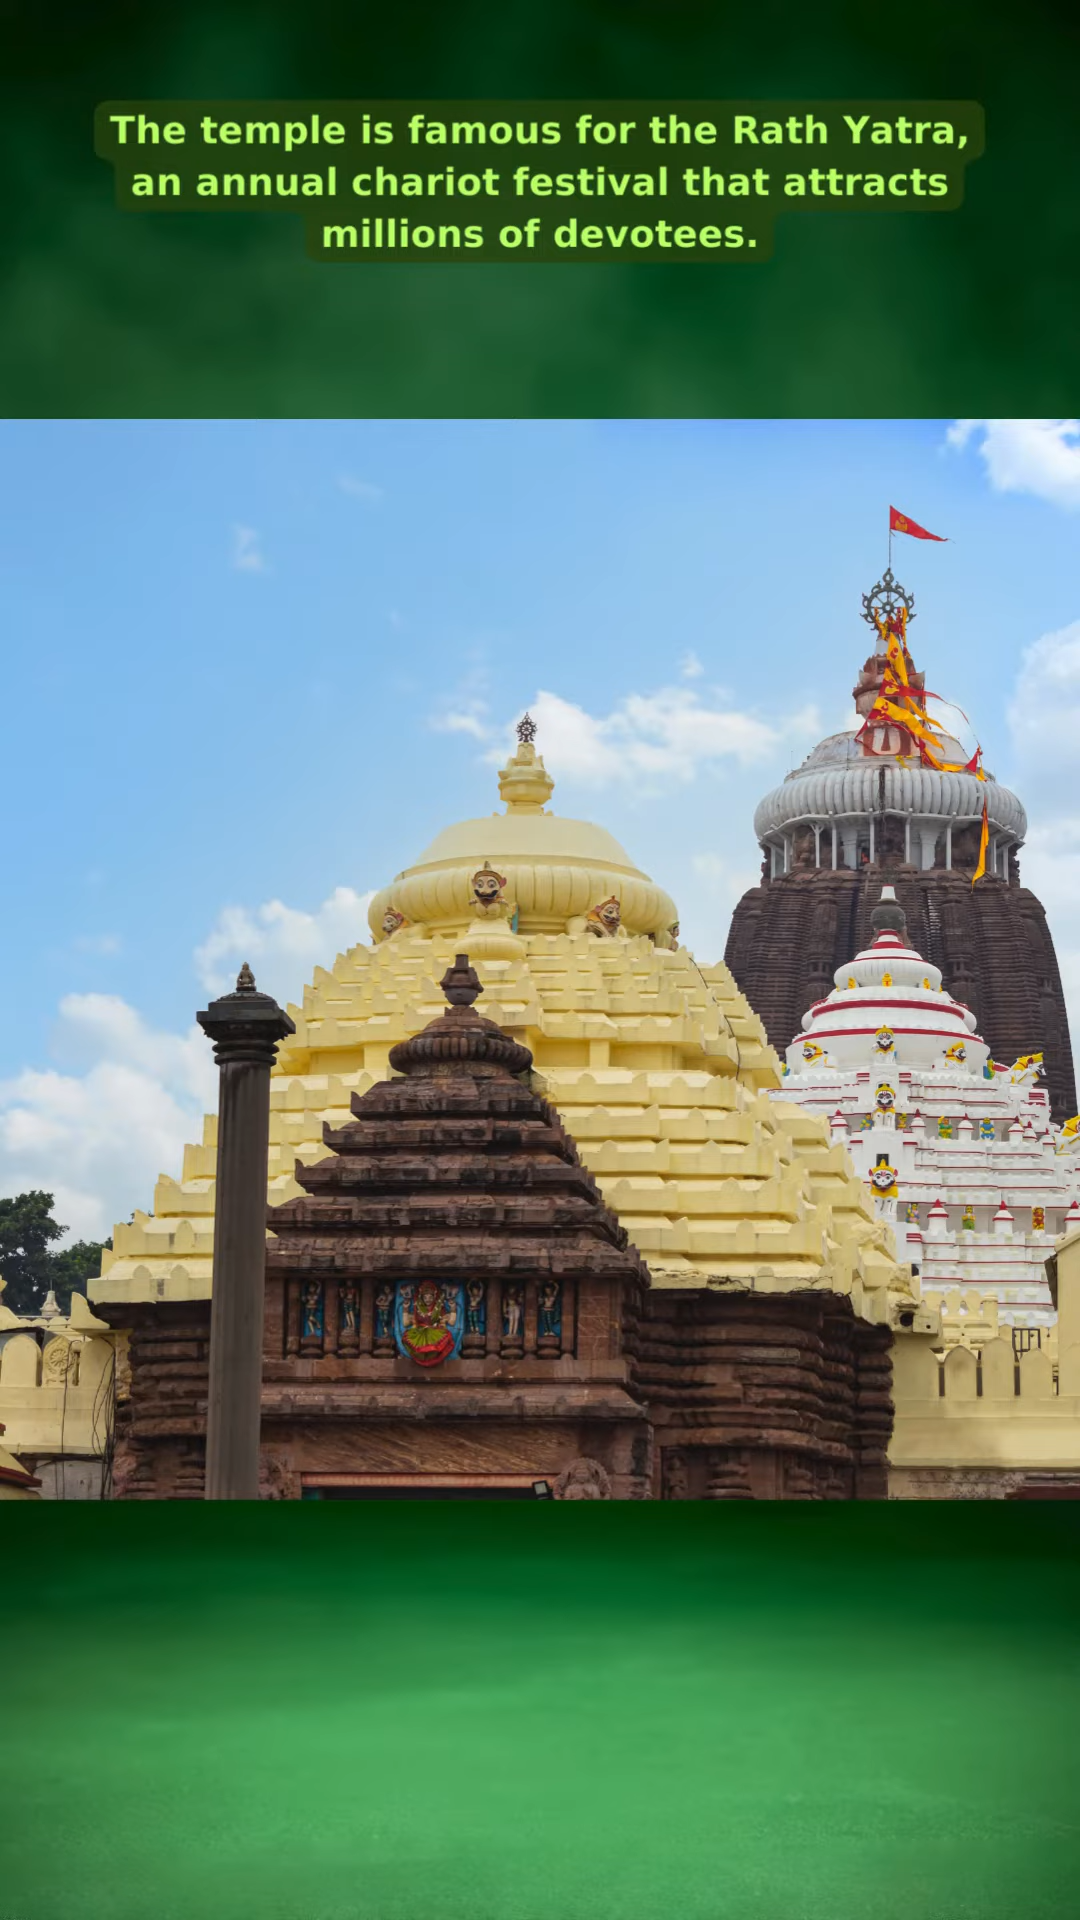 The temple is famous for the Rath Yatra,
an annual chariot festival that attracts
millions of devotees.